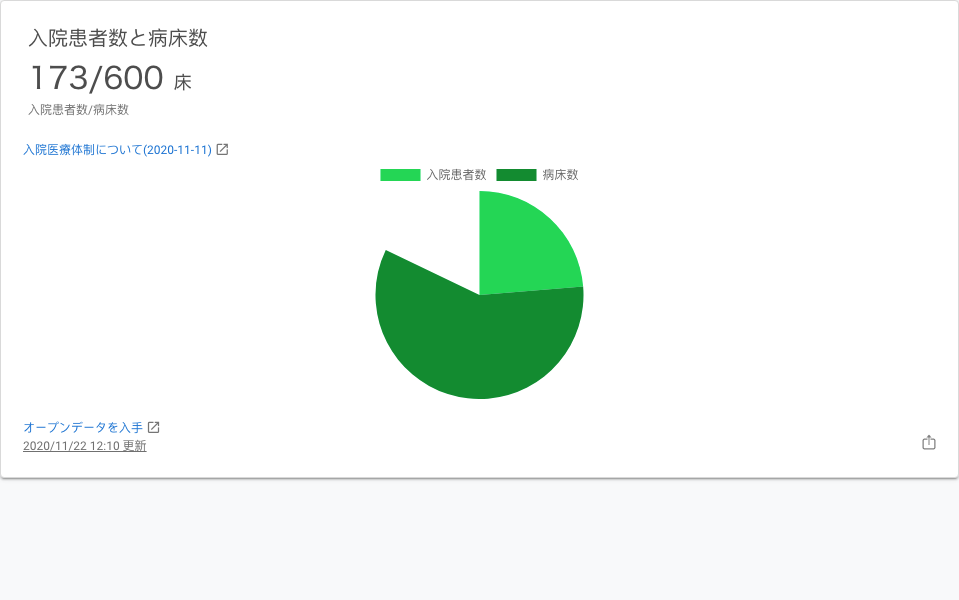 入院患者数と病床数
173/600 床
入院患者数/病床数
入院医療体制について(2020-11-11)
入院患者数 病床数
オープンデータを入手
2020/11/22 12:10 更新